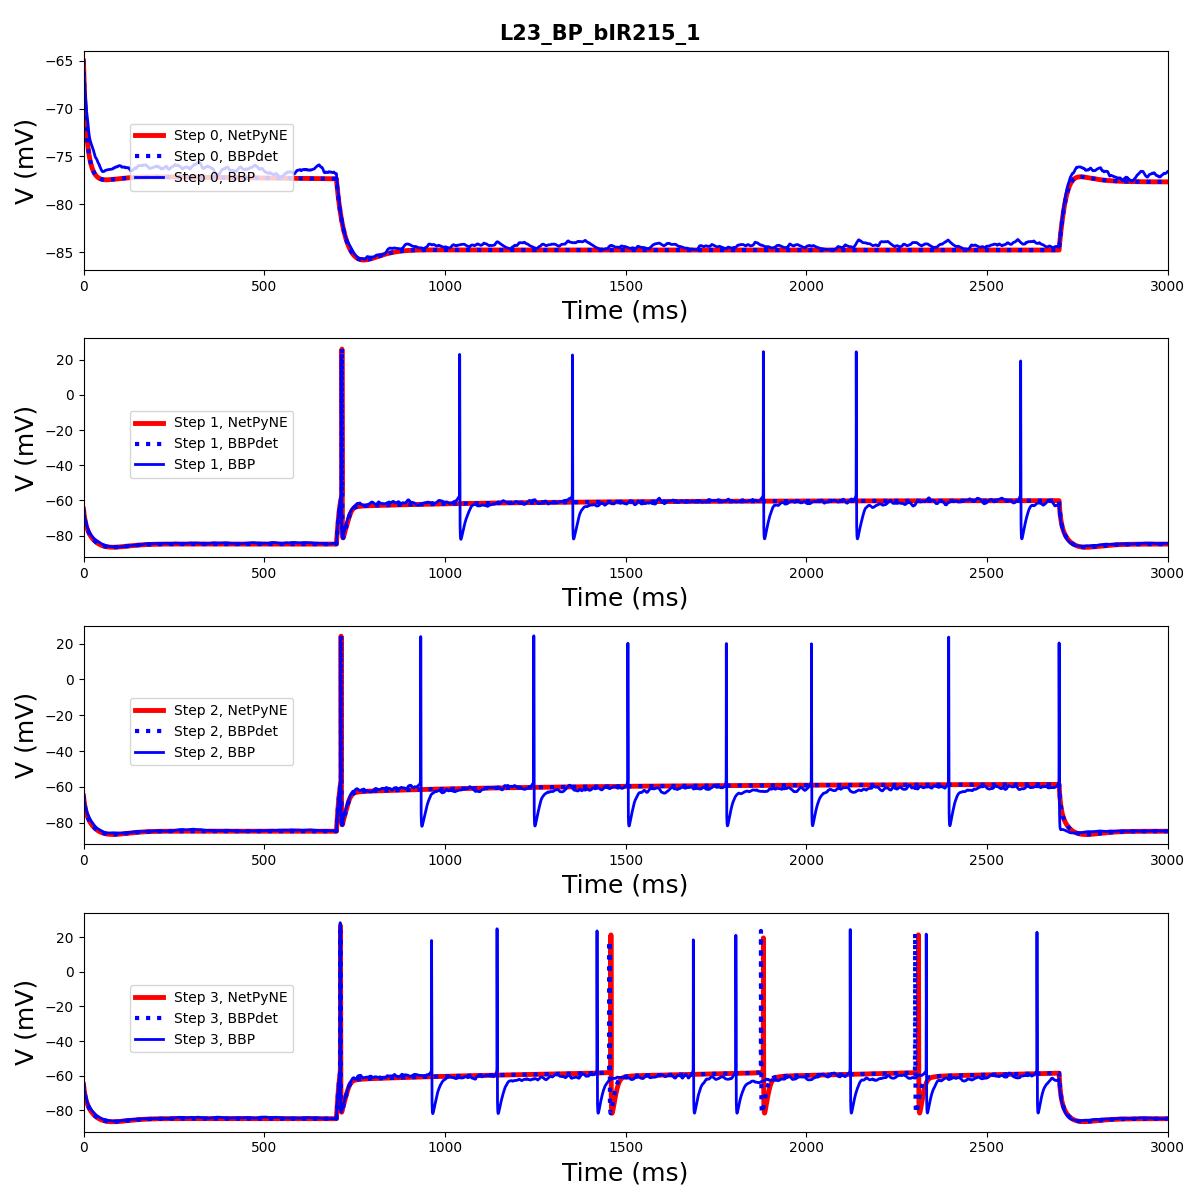 L23_BP_bIR215_1
−65
−70
−75
−80
−85
V (mV)
Step 0, NetPyNE
Step 0, BBPdet
Step 0, BBP
0 500 1000 1500 2000 2500 3000
Time (ms)
20
0
−20
−40
−60
−80
V (mV)
Step 1, NetPyNE
Step 1, BBPdet
Step 1, BBP
0 500 1000 1500 2000 2500 3000
Time (ms)
20
0
−20
−40
−60
−80
V (mV)
Step 2, NetPyNE
Step 2, BBPdet
Step 2, BBP
0 500 1000 1500 2000 2500 3000
Time (ms)
20
0
−20
−40
−60
−80
V (mV)
Step 3, NetPyNE
Step 3, BBPdet
Step 3, BBP
0 500 1000 1500 2000 2500 3000
Time (ms)